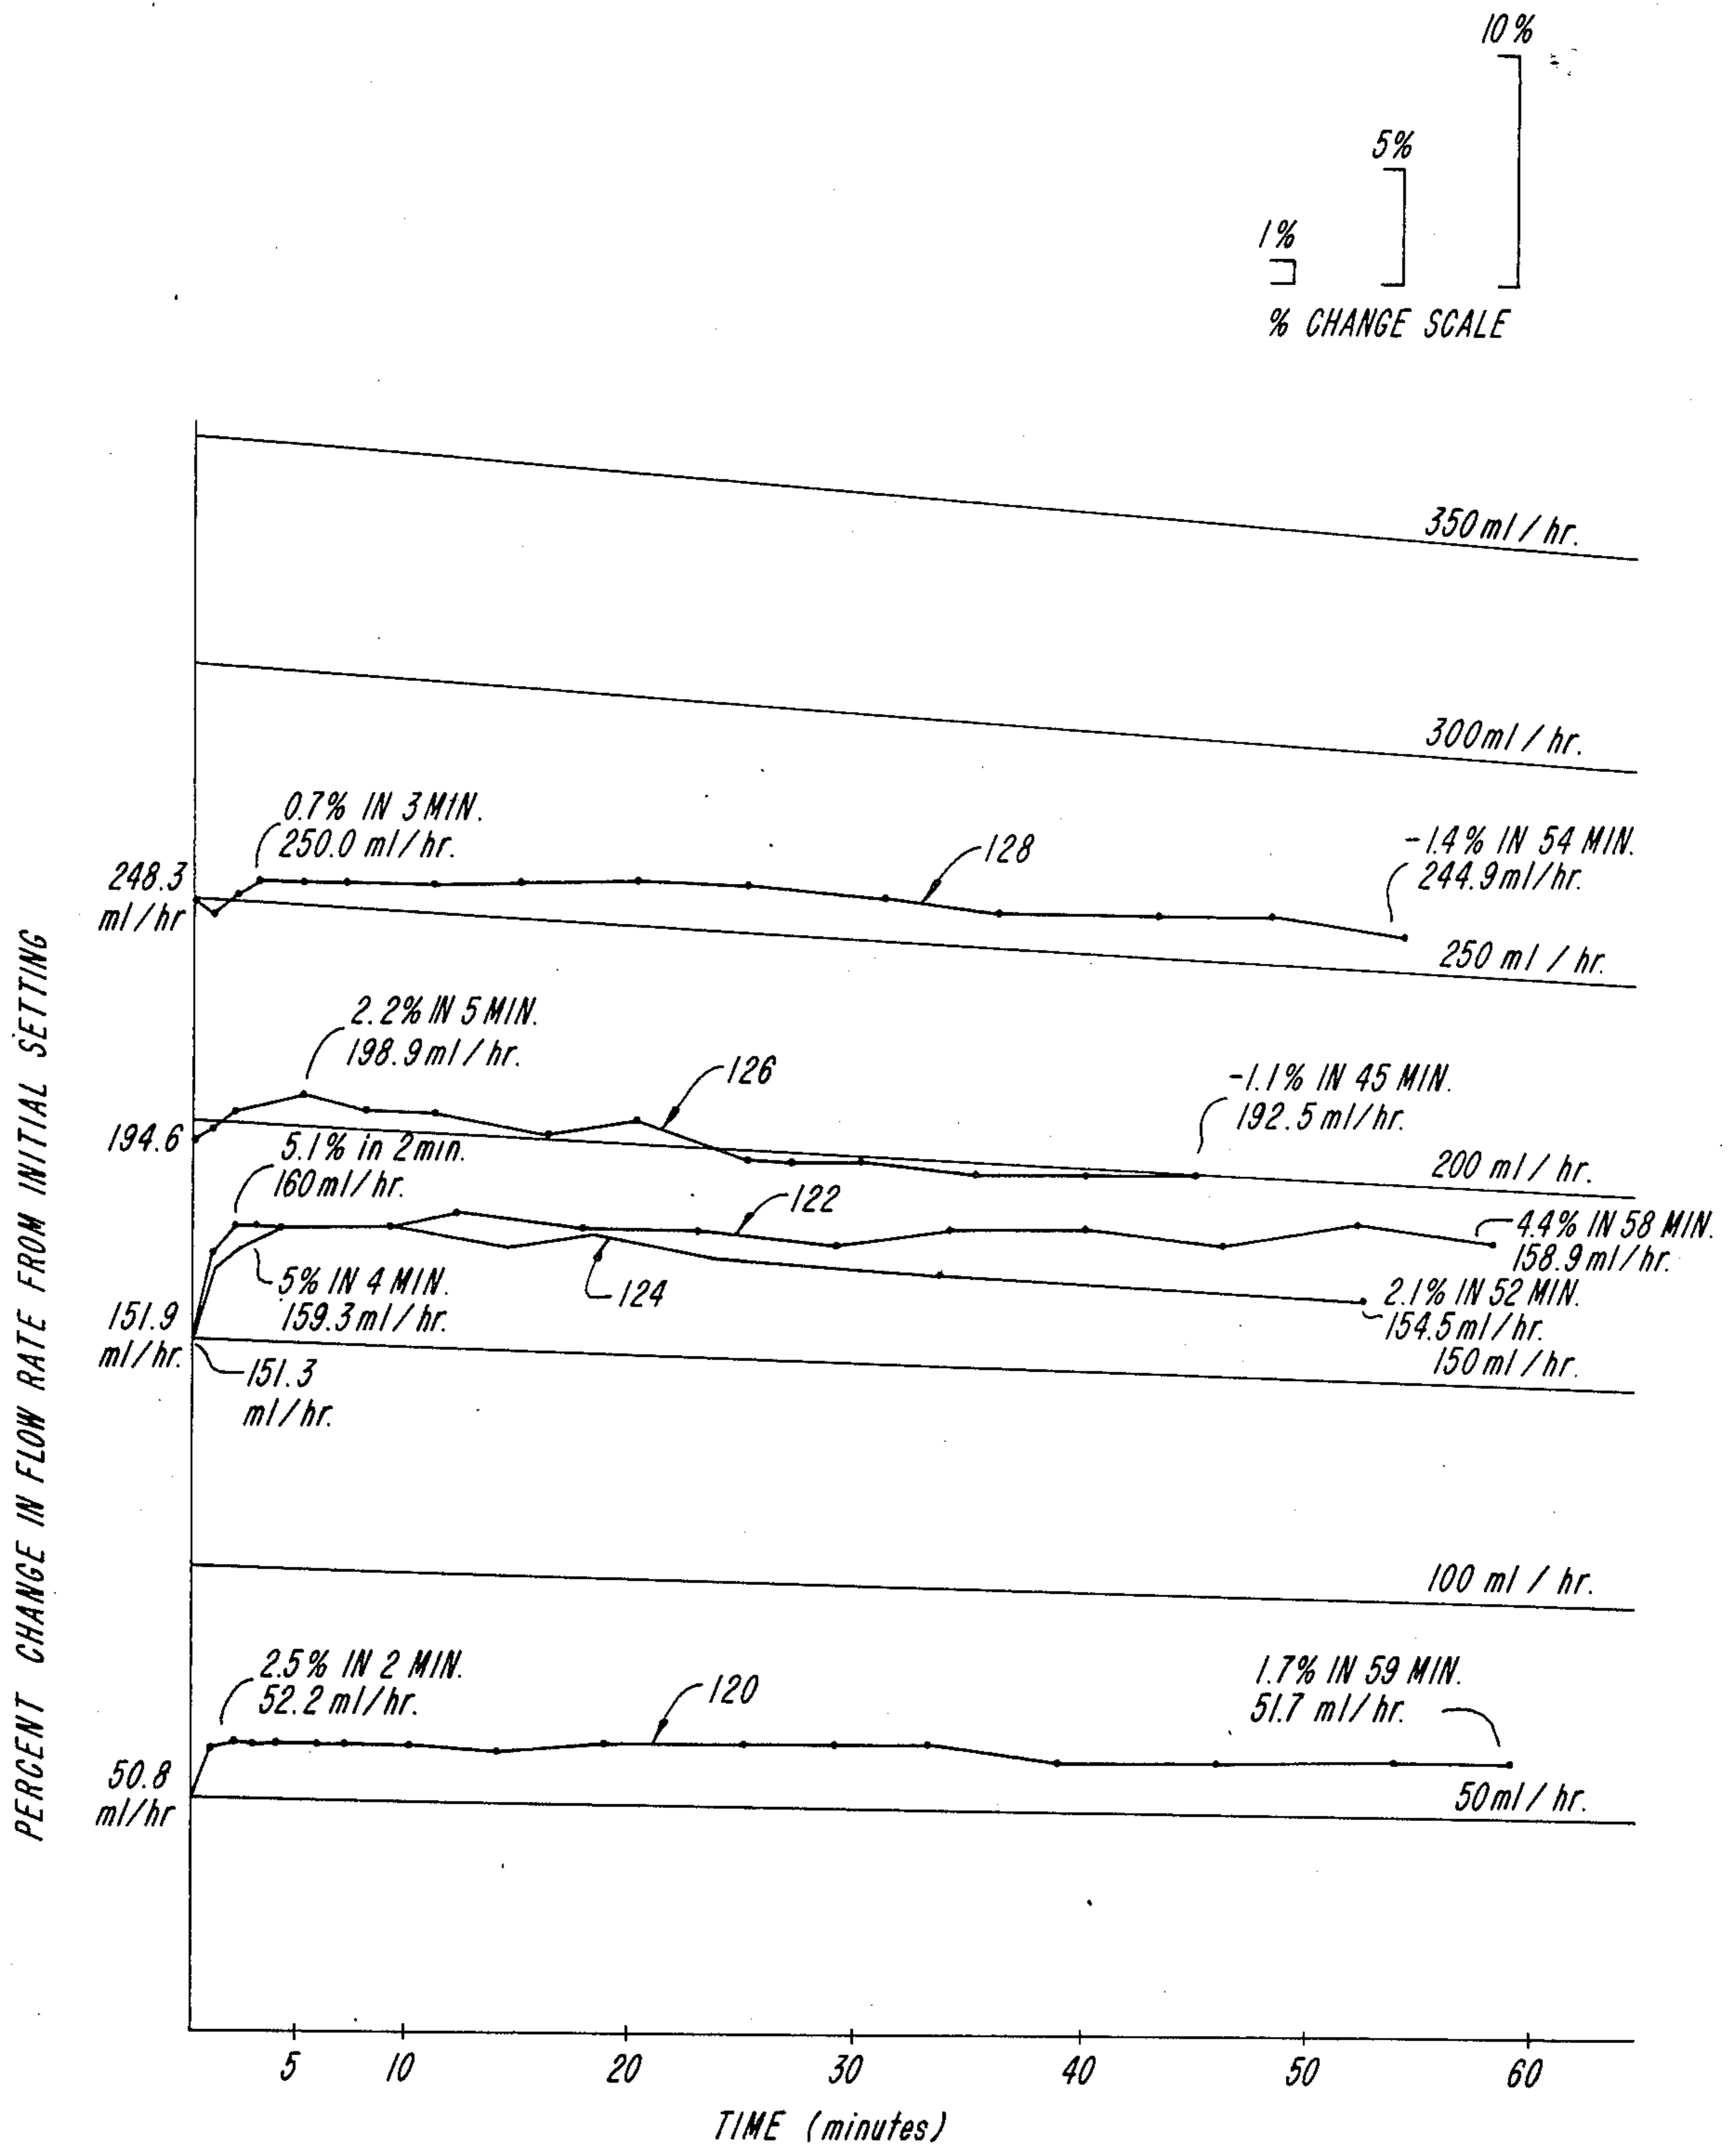 10%
5%
1%
% CHANGE SCALE
350 ml / hr.
300 ml / hr.
0.7% IN 3 MIN.
250.0 ml/hr.
128
-1.4% IN 54 MIN.
244.9 ml/hr.
248.3
ml/hr
250 ml / hr.
2.2% IN 5 MIN.
198.9 ml/hr.
126
-1.1% IN 45 MIN.
192.5 ml/hr.
194.6
5.1% in 2 min.
160 ml/hr.
200 ml / hr.
122
4.4% IN 58 MIN.
158.9 ml/hr.
5% IN 4 MIN.
159.3 ml/hr.
124
2.1% IN 52 MIN.
154.5 ml/hr.
151.9
ml/hr.
150 ml / hr.
151.3
ml/hr.
100 ml / hr.
2.5% IN 2 MIN.
52.2 ml/hr.
120
1.7% IN 59 MIN.
51.7 ml/hr.
50.8
ml/hr
50 ml / hr.
PERCENT CHANGE IN FLOW RATE FROM INITIAL SETTING
5 10 20 30 40 50 60
TIME (minutes)